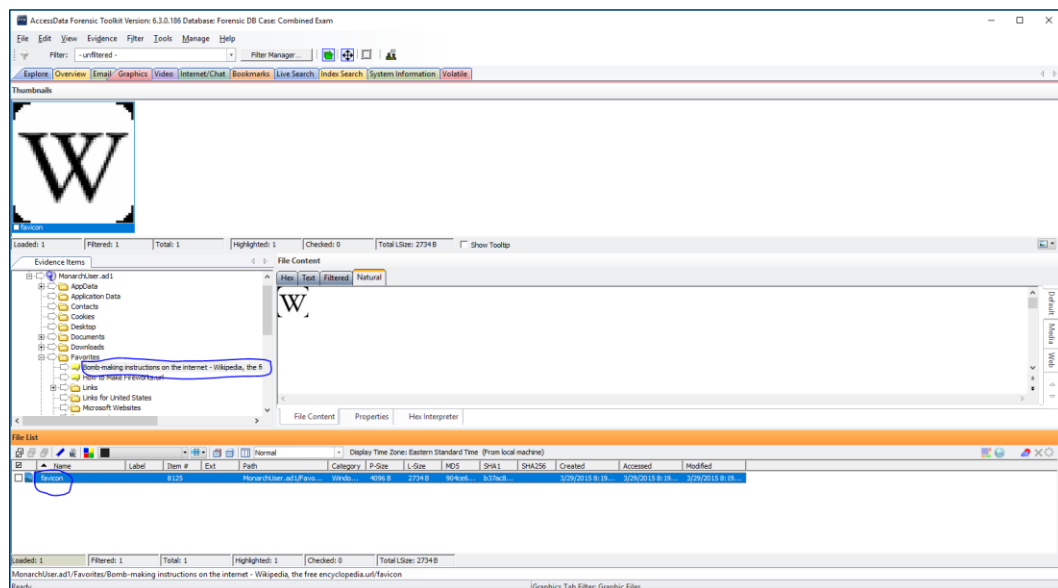 AccessData Forensic Toolkit Version: 6.3.0.186 Database: Forensic DB Case: Combined Exam
File Edit View Evidence Filter Tools Manage Help
Filter: - unfiltered - Filter Manager...
Explore Overview Email Graphics Video Internet/Chat Bookmarks Live Search Index Search System Information Volatile
Thumbnails
W
favicon
Loaded: 1 Filtered: 1 Total: 1 Highlighted: 1 Checked: 0 Total LSize: 2734 B Show Tooltip
Evidence Items
MonarchUser.ad1
AppData
Application Data
Contacts
Cookies
Desktop
Documents
Downloads
Favorites
Bomb-making instructions on the internet - Wikipedia, the fr
How to Make Fireworks.url
Links
Links for United States
Microsoft Websites
File Content
Hex Text Filtered Natural
W
Default
Media
Web
File Content Properties Hex Interpreter
File List
Normal Display Time Zone: Eastern Standard Time (From local machine)
Name Label Item # Ext Path Category P-Size L-Size MD5 SHA1 SHA256 Created Accessed Modified
favicon 8125 MonarchUser.ad1/Favo... Windo... 4096 B 2734 B 904ce6... b37ac8... 3/29/2015 8:19... 3/29/2015 8:19... 3/29/2015 8:19...
Loaded: 1 Filtered: 1 Total: 1 Highlighted: 1 Checked: 0 Total LSize: 2734 B
MonarchUser.ad1/Favorites/Bomb-making instructions on the internet - Wikipedia, the free encyclopedia.url/favicon
Ready Graphics Tab Filter: Graphic Files